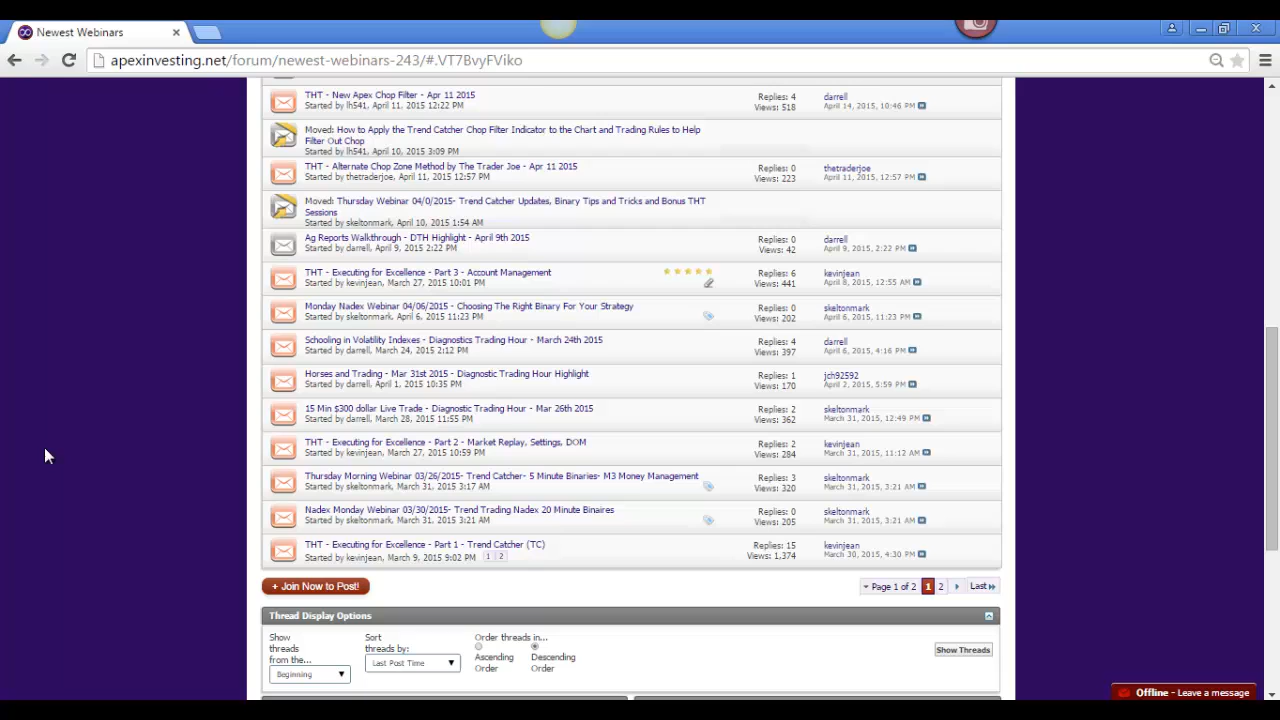 Newest Webinars
apexinvesting.net/forum/newest-webinars-243/#.VT7BvyFViko
THT - New Apex Chop Filter - Apr 11 2015
Started by lh541, April 11, 2015 12:22 PM
Replies: 4
Views: 518
darrell
April 14, 2015, 10:46 PM
Moved: How to Apply the Trend Catcher Chop Filter Indicator to the Chart and Trading Rules to Help
Filter Out Chop
Started by lh541, April 10, 2015 3:09 PM
THT - Alternate Chop Zone Method by The Trader Joe - Apr 11 2015
Started by thetraderjoe, April 11, 2015 12:57 PM
Replies: 0
Views: 223
thetraderjoe
April 11, 2015, 12:57 PM
Moved: Thursday Webinar 04/0/2015- Trend Catcher Updates, Binary Tips and Tricks and Bonus THT
Sessions
Started by skeltonmark, April 10, 2015 1:54 AM
Ag Reports Walkthrough - DTH Highlight - April 9th 2015
Started by darrell, April 9, 2015 2:22 PM
Replies: 0
Views: 42
darrell
April 9, 2015, 2:22 PM
THT - Executing for Excellence - Part 3 - Account Management
Started by kevinjean, March 27, 2015 10:01 PM
Replies: 6
Views: 441
kevinjean
April 8, 2015, 12:55 AM
Monday Nadex Webinar 04/06/2015 - Choosing The Right Binary For Your Strategy
Started by skeltonmark, April 6, 2015 11:23 PM
Replies: 0
Views: 202
skeltonmark
April 6, 2015, 11:23 PM
Schooling in Volatility Indexes - Diagnostics Trading Hour - March 24th 2015
Started by darrell, March 24, 2015 2:12 PM
Replies: 4
Views: 397
darrell
April 6, 2015, 4:16 PM
Horses and Trading - Mar 31st 2015 - Diagnostic Trading Hour Highlight
Started by darrell, April 1, 2015 10:35 PM
Replies: 1
Views: 170
jch92592
April 2, 2015, 5:59 PM
15 Min $300 dollar Live Trade - Diagnostic Trading Hour - Mar 26th 2015
Started by darrell, March 28, 2015 11:55 PM
Replies: 2
Views: 362
skeltonmark
March 31, 2015, 12:49 PM
THT - Executing for Excellence - Part 2 - Market Replay, Settings, DOM
Started by kevinjean, March 27, 2015 10:59 PM
Replies: 2
Views: 284
kevinjean
March 31, 2015, 11:12 AM
Thursday Morning Webinar 03/26/2015- Trend Catcher- 5 Minute Binaries- M3 Money Management
Started by skeltonmark, March 31, 2015 3:17 AM
Replies: 3
Views: 320
skeltonmark
March 31, 2015, 3:21 AM
Nadex Monday Webinar 03/30/2015- Trend Trading Nadex 20 Minute Binaires
Started by skeltonmark, March 31, 2015 3:21 AM
Replies: 0
Views: 205
skeltonmark
March 31, 2015, 3:21 AM
THT - Executing for Excellence - Part 1 - Trend Catcher (TC)
Started by kevinjean, March 9, 2015 9:02 PM 1 2
Replies: 15
Views: 1,374
kevinjean
March 30, 2015, 4:30 PM
+ Join Now to Post!
Page 1 of 2 1 2 Last
Thread Display Options
Show
threads
from the...
Beginning
Sort
threads by:
Last Post Time
Order threads in...
Ascending
Order
Descending
Order
Show Threads
Offline - Leave a message